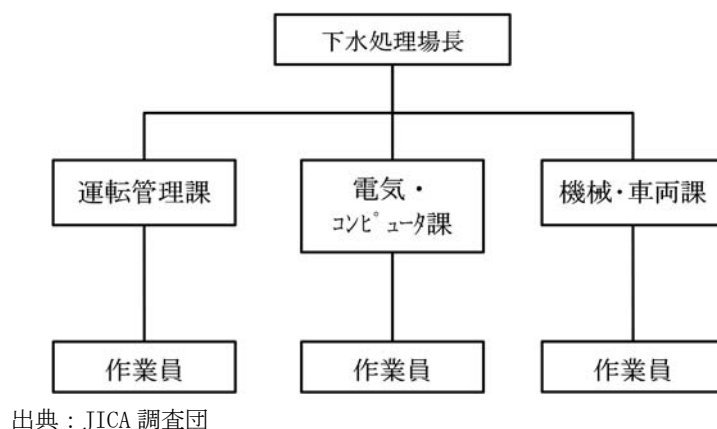 下水処理場長
運転管理課
電気・
ｺﾝﾋﾟｭｰﾀ課
機械・車両課
作業員
作業員
作業員
出典：JICA 調査団